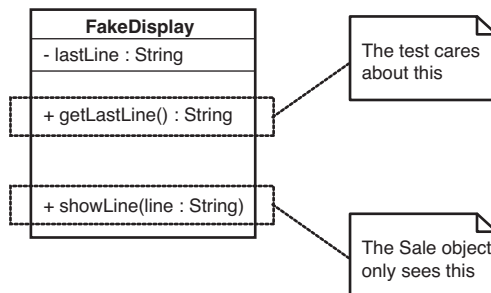 FakeDisplay
- lastLine : String
+ getLastLine() : String
+ showLine(line : String)
The test cares
about this
The Sale object
only sees this